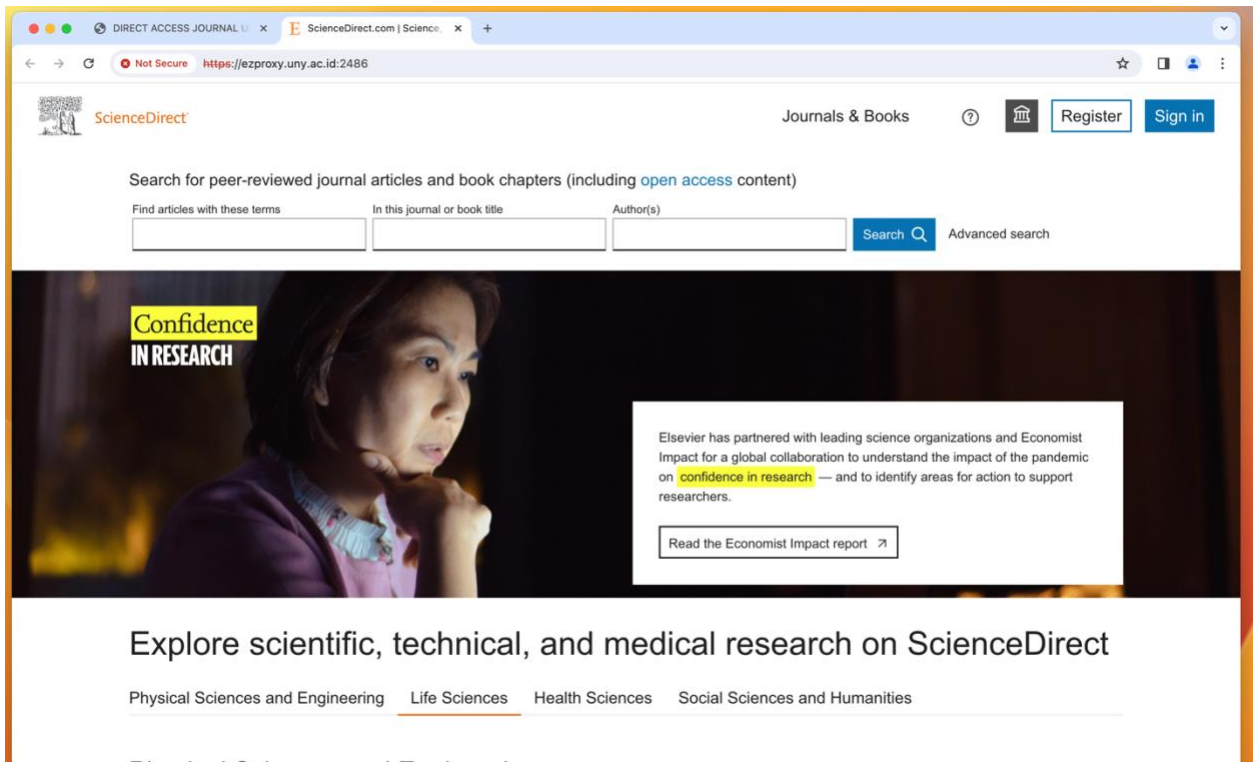 DIRECT ACCESS JOURNAL U
ScienceDirect.com | Science,
Not Secure https://ezproxy.uny.ac.id:2486
ScienceDirect
Journals & Books
Register
Sign in
Search for peer-reviewed journal articles and book chapters (including open access content)
Find articles with these terms
In this journal or book title
Author(s)
Search
Advanced search
Confidence
IN RESEARCH
Elsevier has partnered with leading science organizations and Economist
Impact for a global collaboration to understand the impact of the pandemic
on confidence in research — and to identify areas for action to support
researchers.
Read the Economist Impact report
Explore scientific, technical, and medical research on ScienceDirect
Physical Sciences and Engineering Life Sciences Health Sciences Social Sciences and Humanities